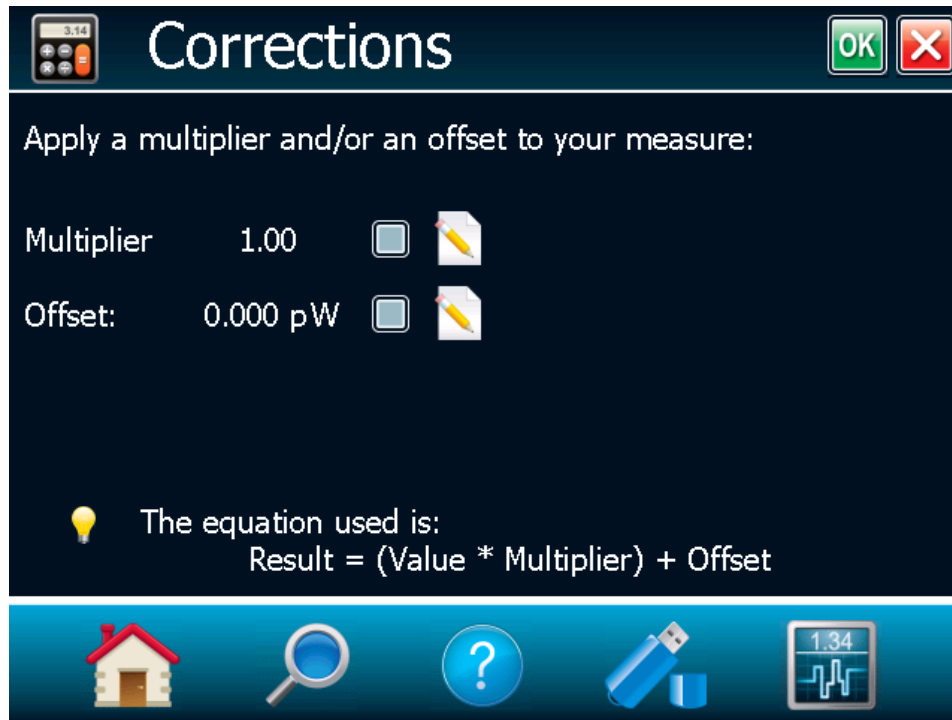 3.14
Corrections
OK
Apply a multiplier and/or an offset to your measure:
Multiplier 1.00
Offset: 0.000 pW
The equation used is:
Result = (Value * Multiplier) + Offset
?
1.34